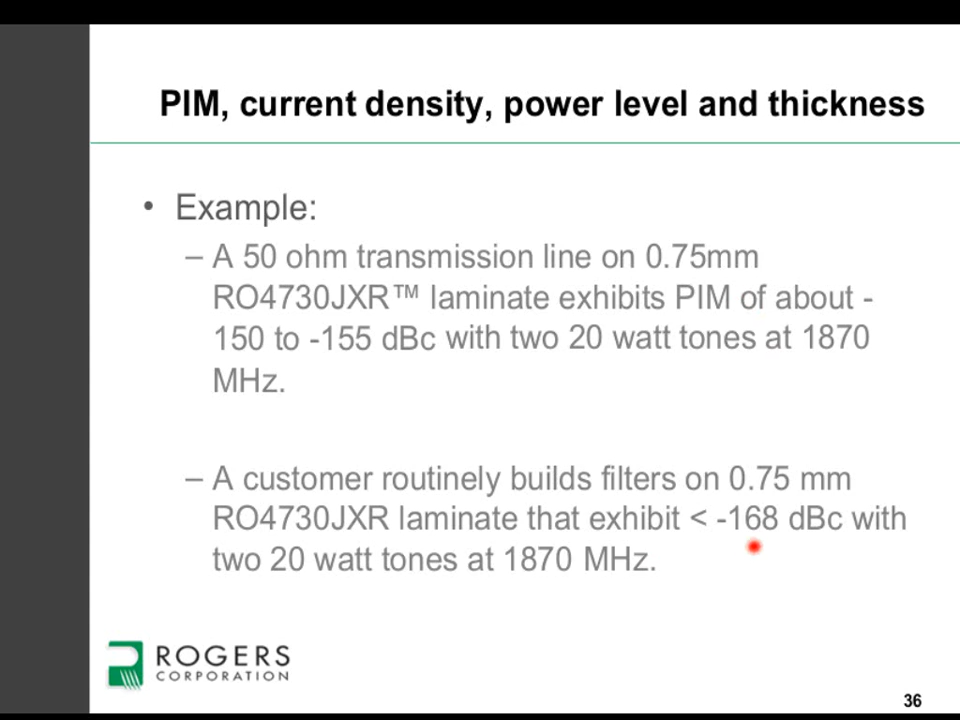 PIM, current density, power level and thickness
• Example:
– A 50 ohm transmission line on 0.75mm
RO4730JXR™ laminate exhibits PIM of about -
150 to -155 dBc with two 20 watt tones at 1870
MHz.
– A customer routinely builds filters on 0.75 mm
RO4730JXR laminate that exhibit < -168 dBc with
two 20 watt tones at 1870 MHz.
ROGERS
CORPORATION
36